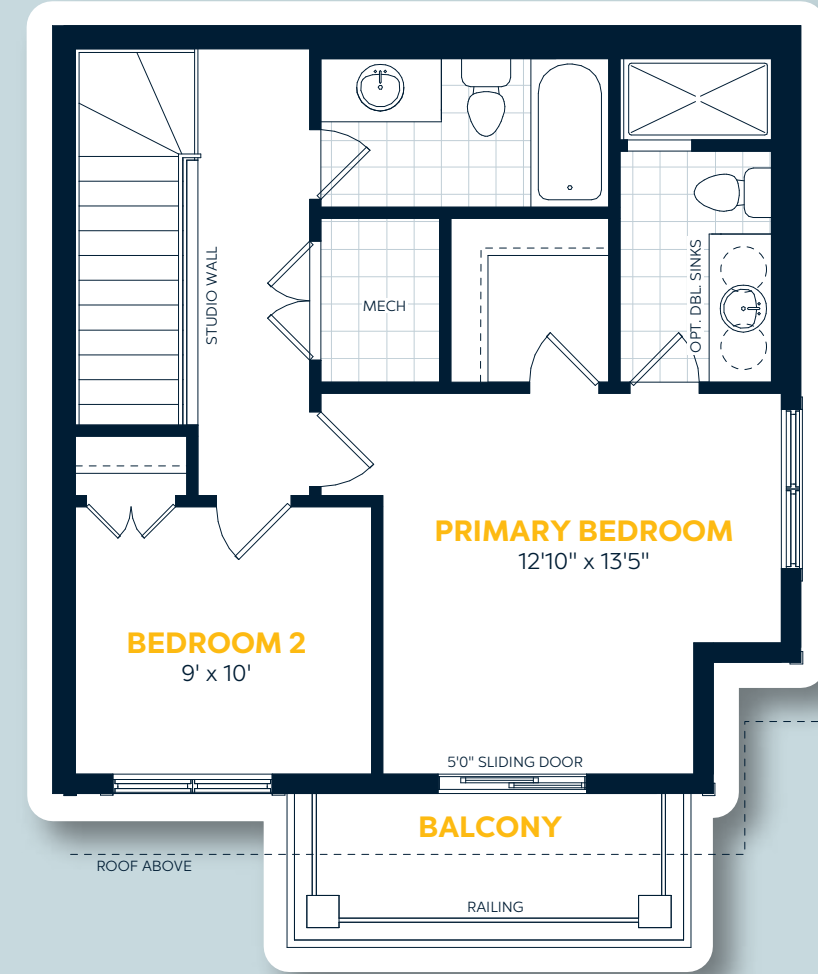 STUDIO WALL
MECH
OPT. DBL. SINKS
PRIMARY BEDROOM
12'10" x 13'5"
BEDROOM 2
9' x 10'
5'0" SLIDING DOOR
BALCONY
ROOF ABOVE
RAILING